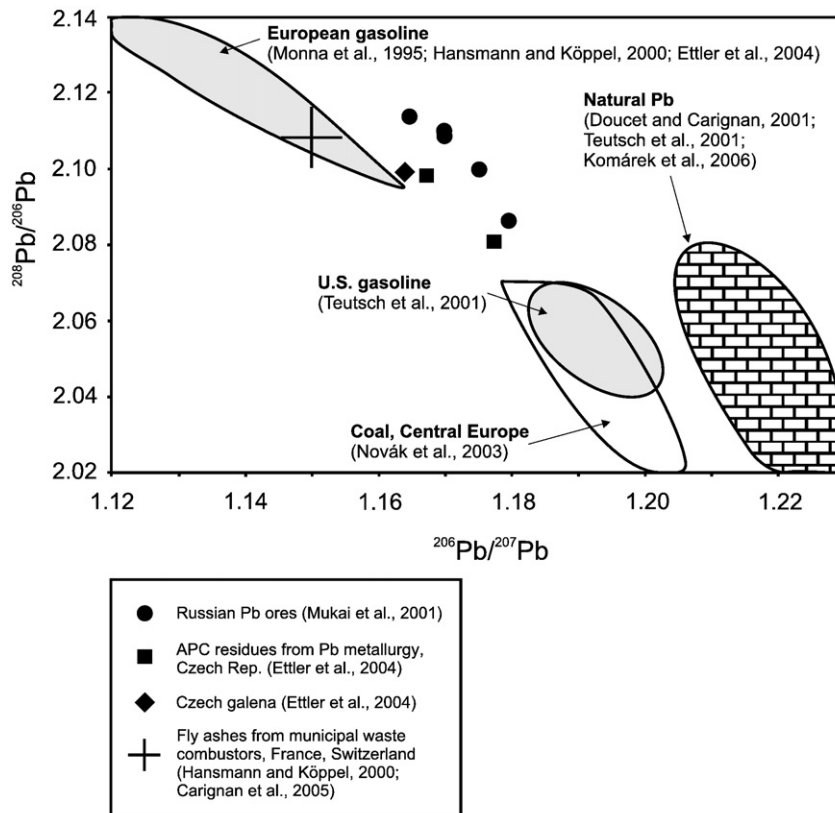 2.14
2.12
2.10
2.08
2.06
2.04
2.02
²⁰⁸Pb/²⁰⁶Pb
European gasoline
(Monna et al., 1995; Hansmann and Köppel, 2000; Ettler et al., 2004)
Natural Pb
(Doucet and Carignan, 2001;
Teutsch et al., 2001;
Komárek et al., 2006)
U.S. gasoline
(Teutsch et al., 2001)
Coal, Central Europe
(Novák et al., 2003)
1.12 1.14 1.16 1.18 1.20 1.22
²⁰⁶Pb/²⁰⁷Pb
Russian Pb ores (Mukai et al., 2001)
APC residues from Pb metallurgy,
Czech Rep. (Ettler et al., 2004)
Czech galena (Ettler et al., 2004)
Fly ashes from municipal waste
combustors, France, Switzerland
(Hansmann and Köppel, 2000;
Carignan et al., 2005)